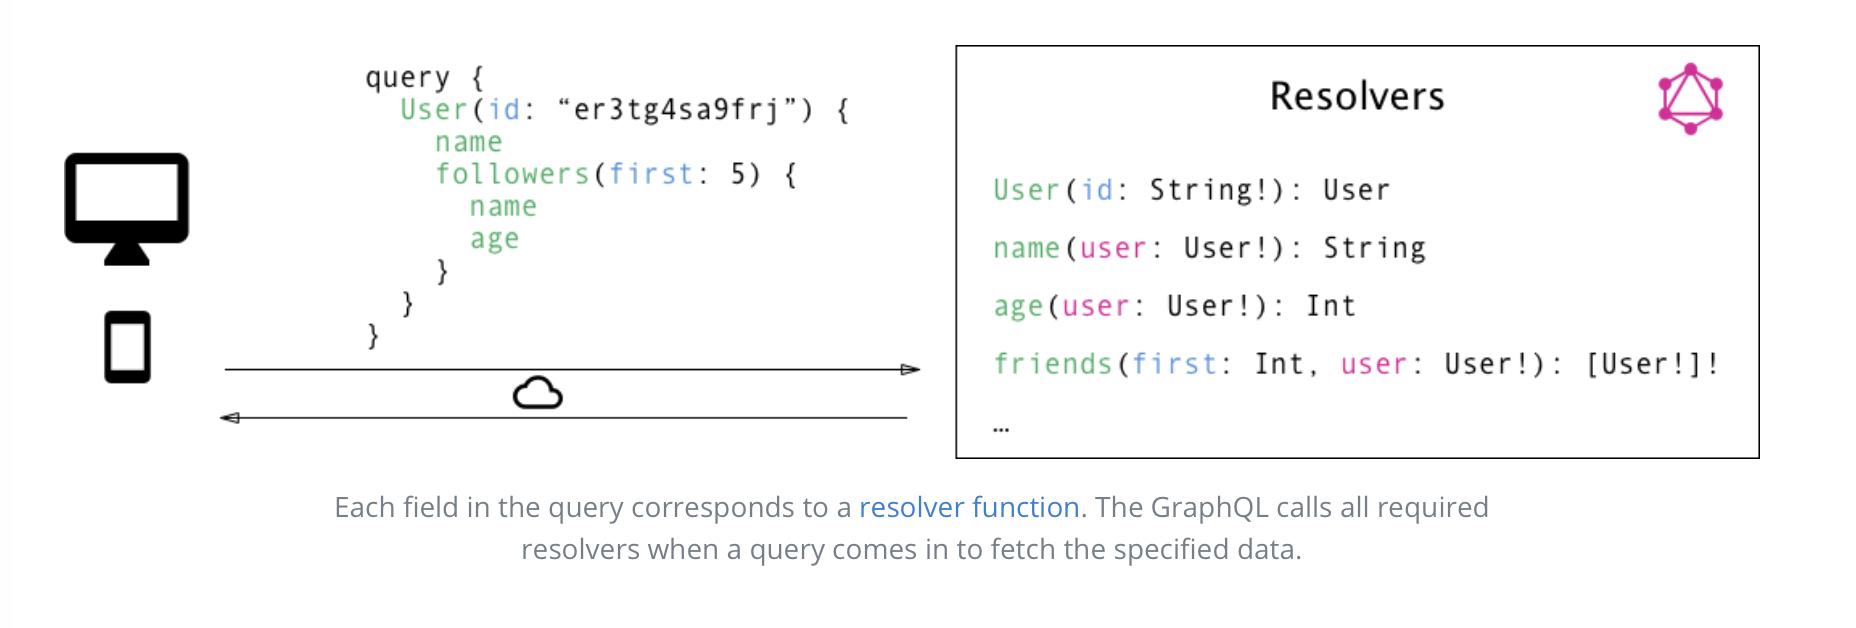 query {
User(id: “er3tg4sa9frj”) {
name
followers(first: 5) {
name
age
}
}
}
Resolvers
User(id: String!): User
name(user: User!): String
age(user: User!): Int
friends(first: Int, user: User!): [User!]!
…
Each field in the query corresponds to a resolver function. The GraphQL calls all required
resolvers when a query comes in to fetch the specified data.